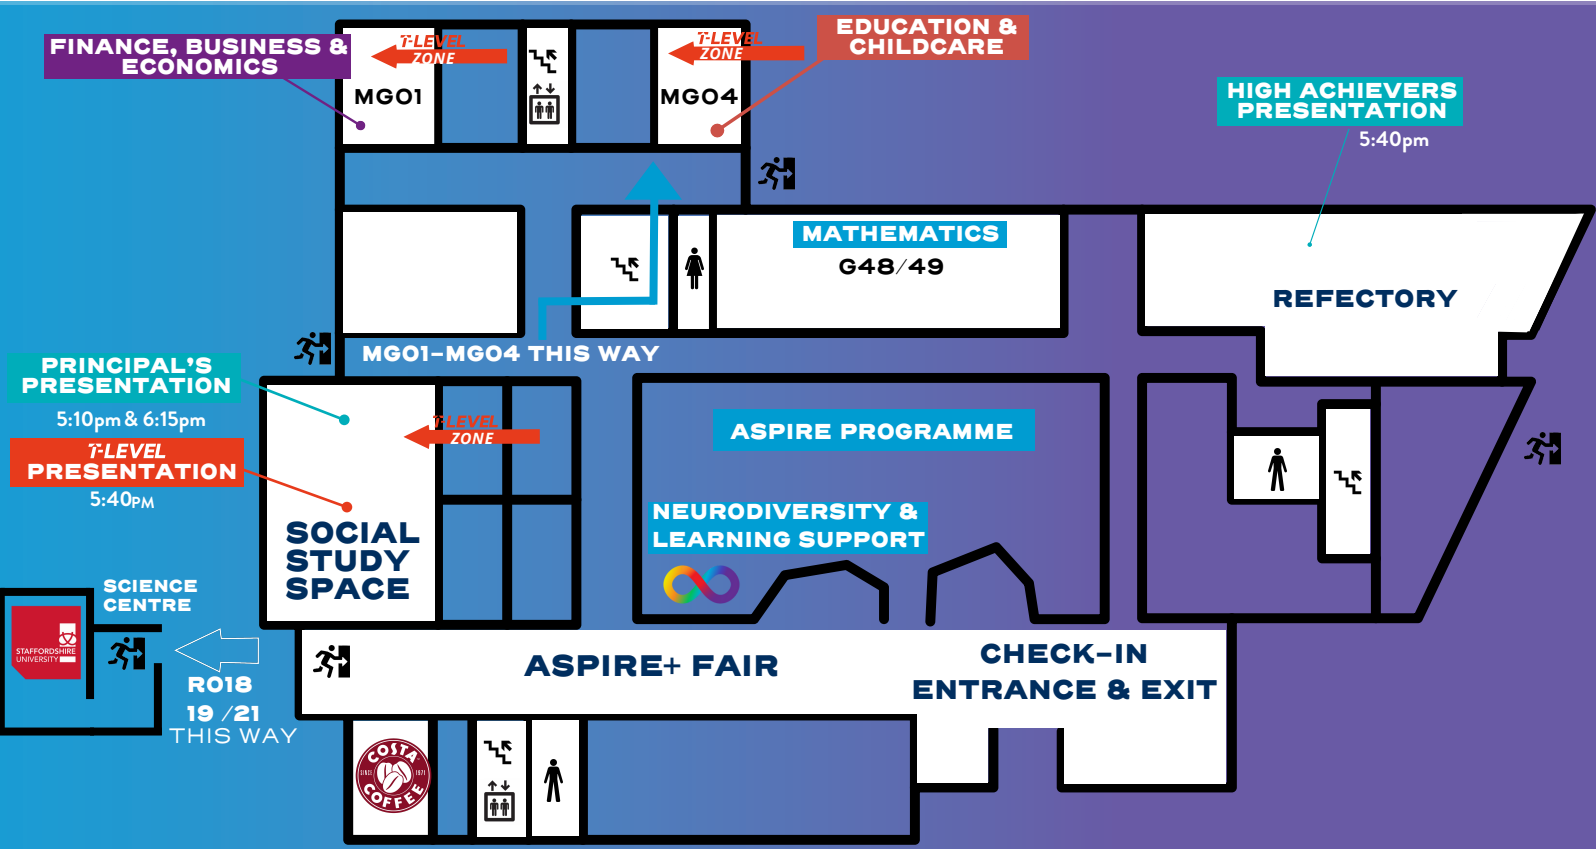 FINANCE, BUSINESS &
ECONOMICS
T-LEVEL
ZONE
MG01
T-LEVEL
ZONE
MG04
EDUCATION &
CHILDCARE
HIGH ACHIEVERS
PRESENTATION
5:40pm
MATHEMATICS
G48/49
REFECTORY
MG01-MG04 THIS WAY
PRINCIPAL'S
PRESENTATION
5:10pm & 6:15pm
T-LEVEL
PRESENTATION
5:40PM
T-LEVEL
ZONE
SOCIAL
STUDY
SPACE
ASPIRE PROGRAMME
NEURODIVERSITY &
LEARNING SUPPORT
SCIENCE
CENTRE
STAFFORDSHIRE
UNIVERSITY
R018
19 /21
THIS WAY
ASPIRE+ FAIR
CHECK-IN
ENTRANCE & EXIT
COSTA
SINCE 1971
COFFEE